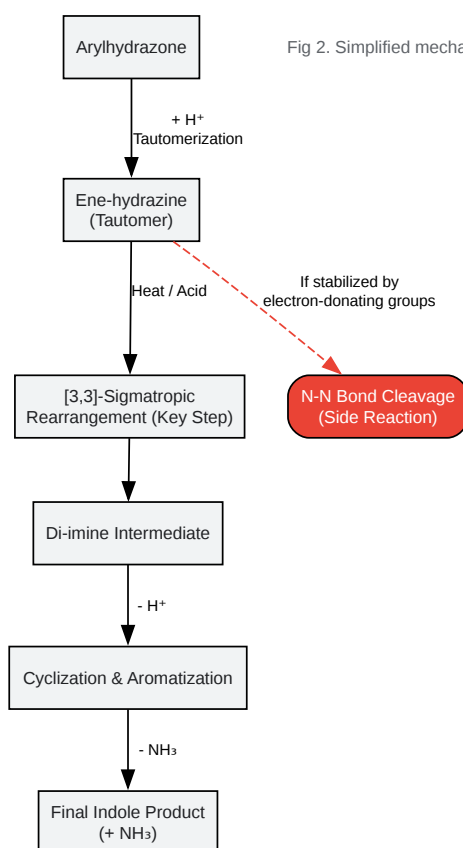 Arylhydrazone
Fig 2. Simplified mecha
+ H⁺
Tautomerization
Ene-hydrazine
(Tautomer)
Heat / Acid
If stabilized by
electron-donating groups
[3,3]-Sigmatropic
Rearrangement (Key Step)
N-N Bond Cleavage
(Side Reaction)
Di-imine Intermediate
- H⁺
Cyclization & Aromatization
- NH₃
Final Indole Product
(+ NH₃)